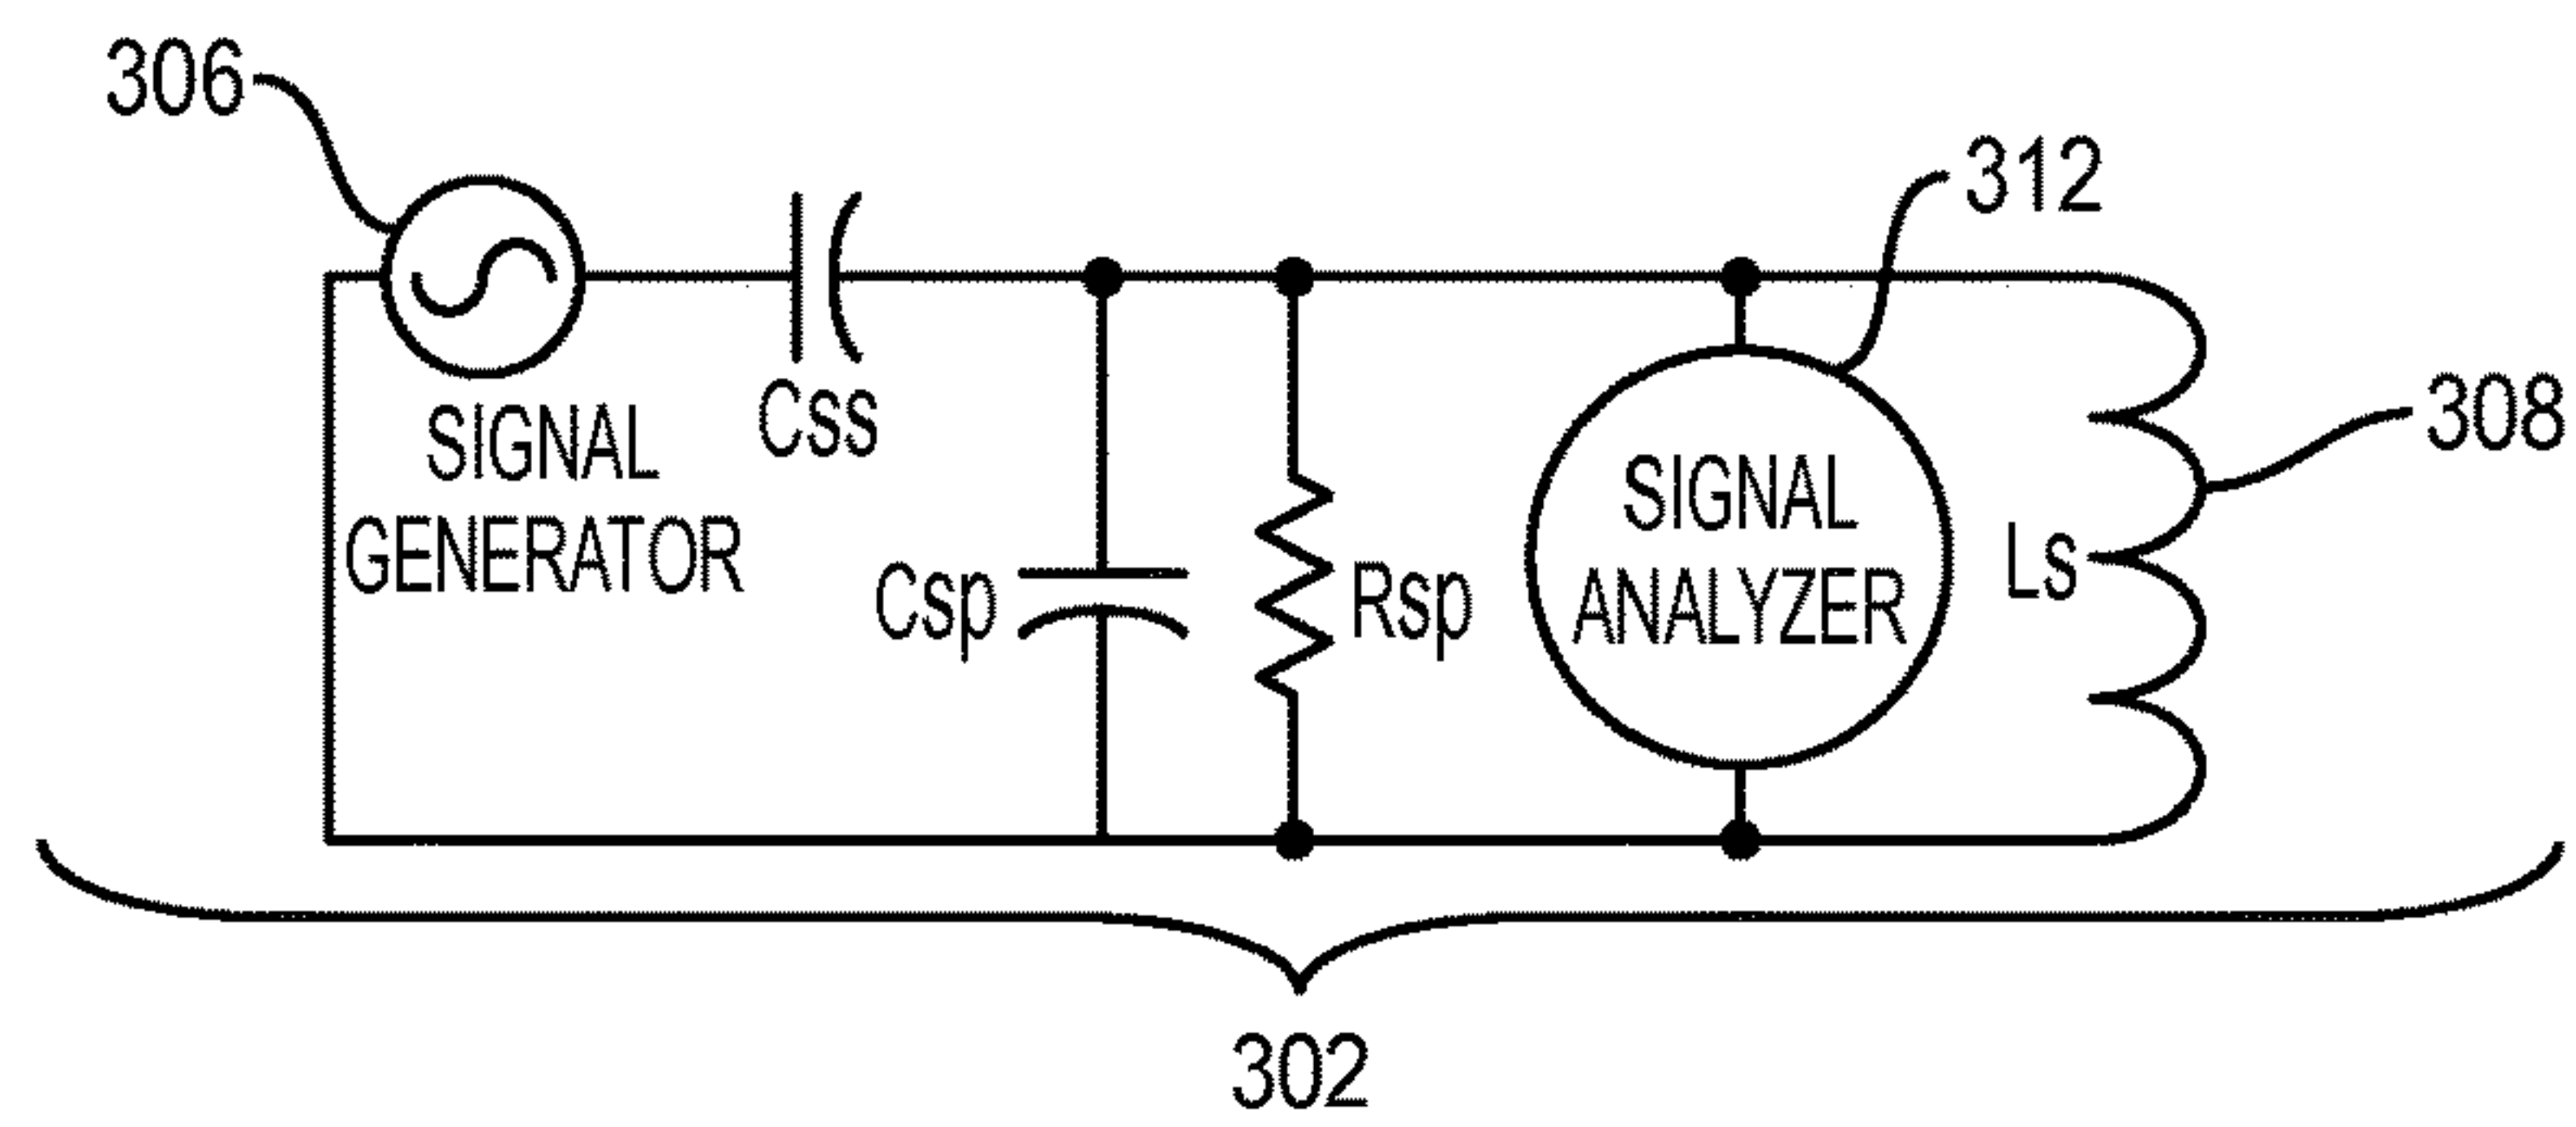 306
312
SIGNAL
GENERATOR
Css
Csp
Rsp
SIGNAL
ANALYZER
Ls
308
302